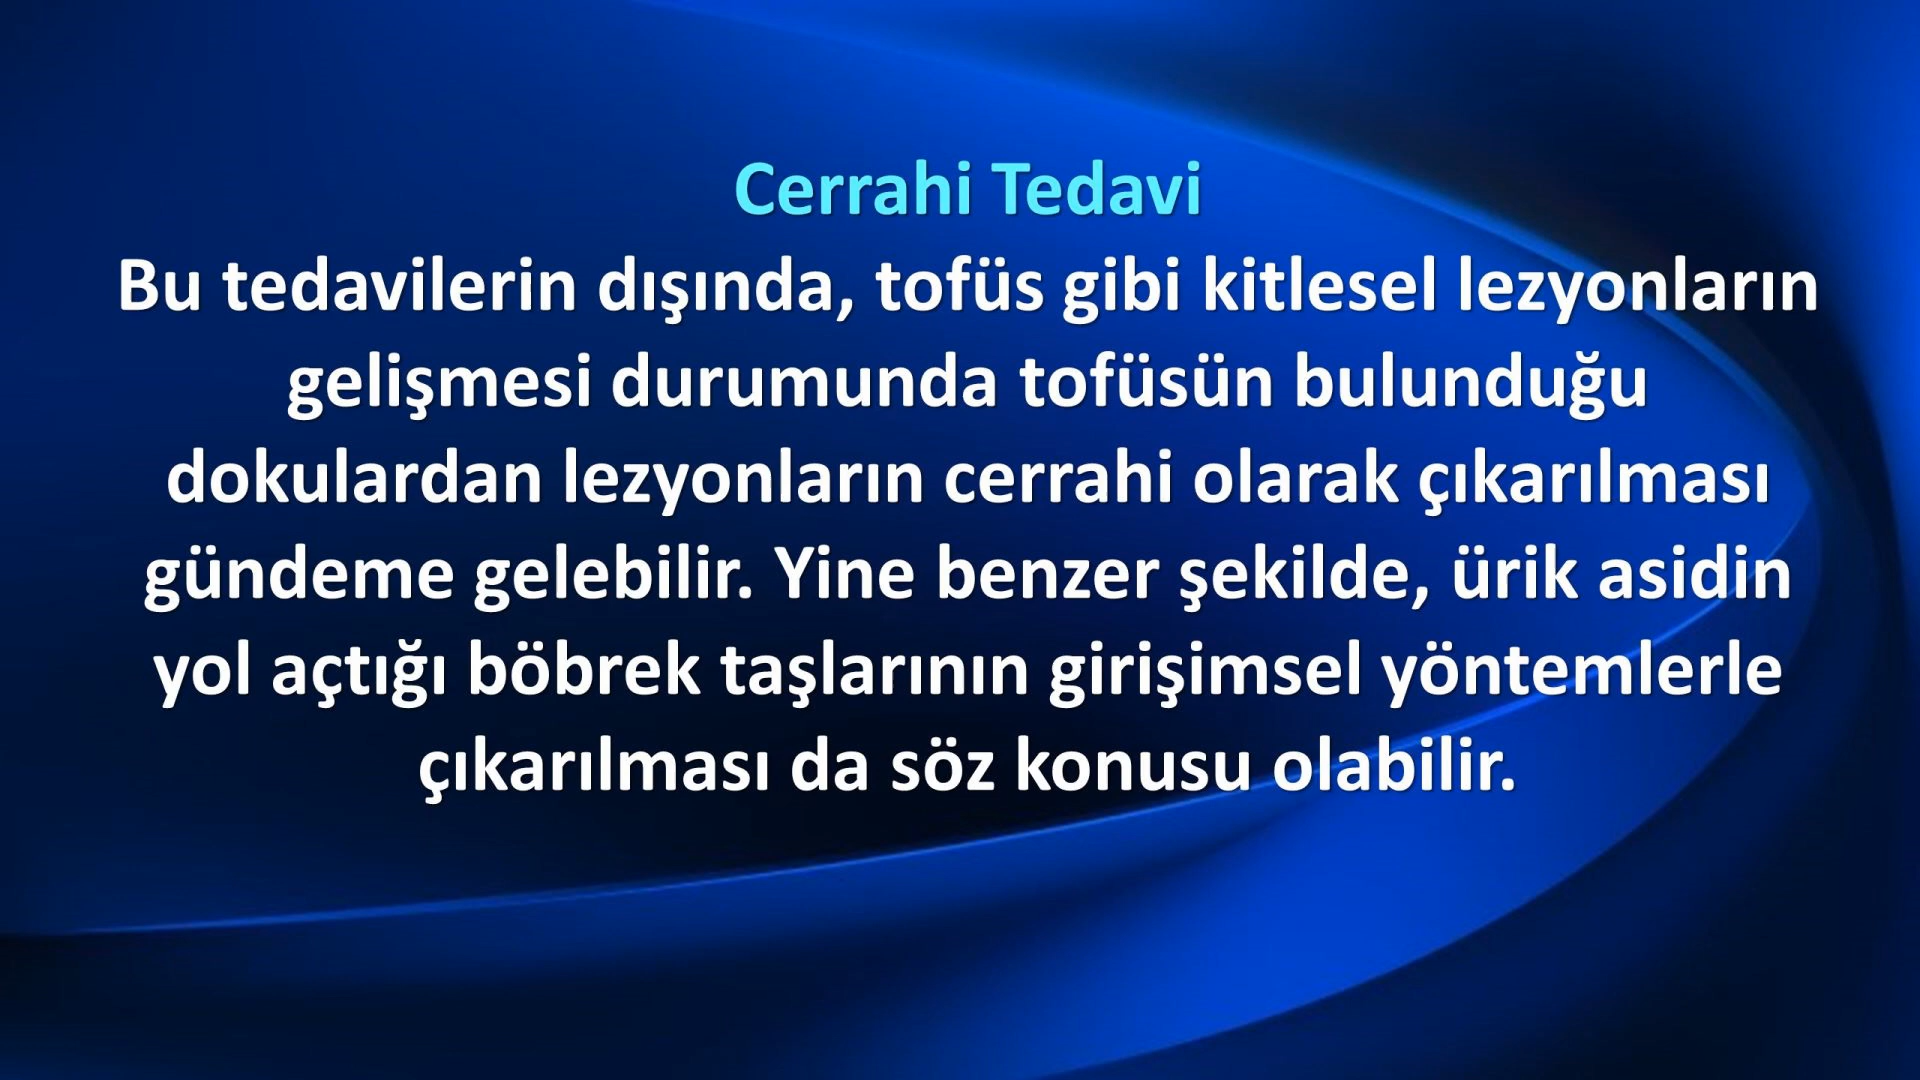 Cerrahi Tedavi
Bu tedavilerin dışında, tofüs gibi kitlesel lezyonların
gelişmesi durumunda tofüsün bulunduğu
dokulardan lezyonların cerrahi olarak çıkarılması
gündeme gelebilir. Yine benzer şekilde, ürik asidin
yol açtığı böbrek taşlarının girişimsel yöntemlerle
çıkarılması da söz konusu olabilir.